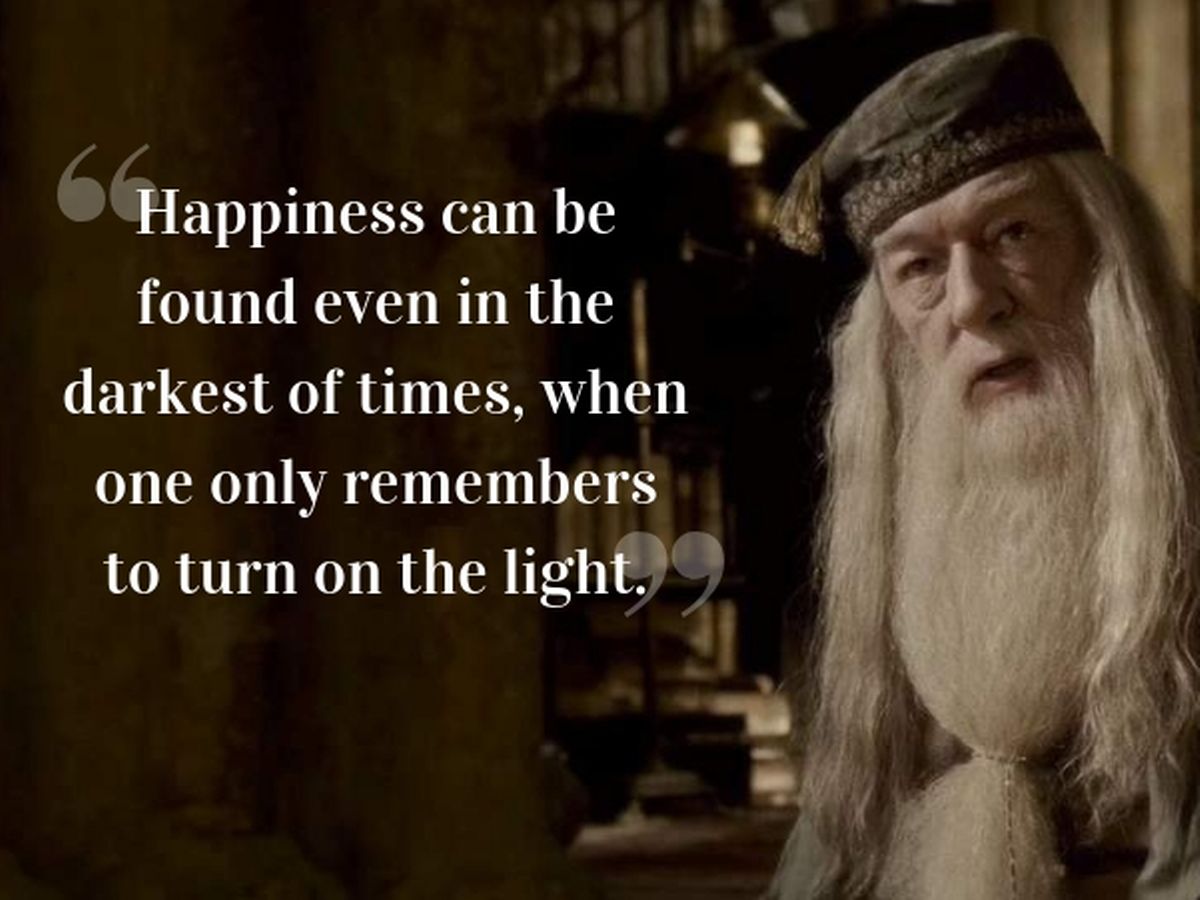 “Happiness can be
found even in the
darkest of times, when
one only remembers
to turn on the light.”